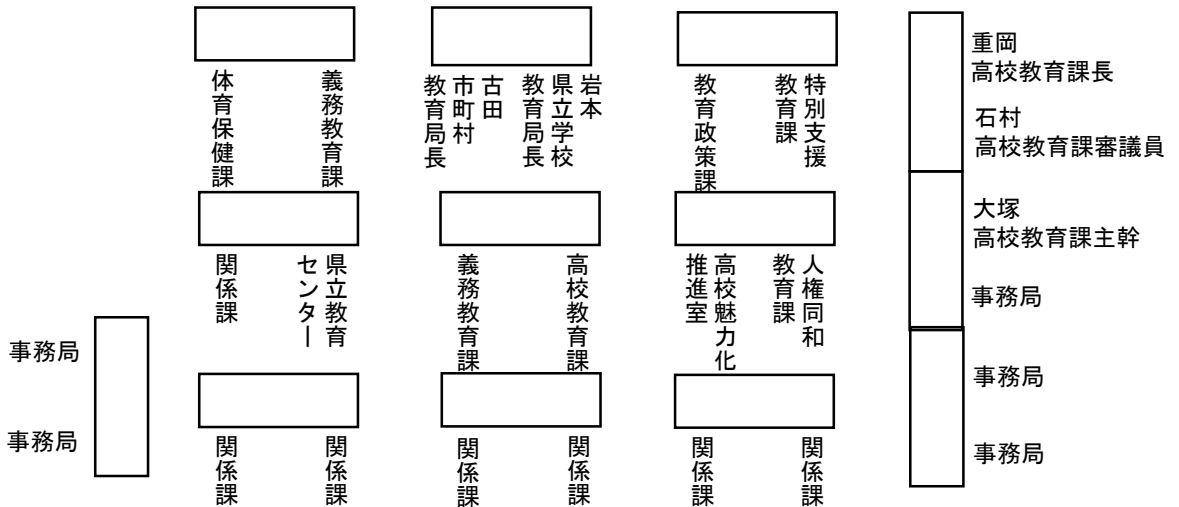 体育保健課
義務教育課
教育局長
市町村
古田
教育局長
県立学校
岩本
教育政策課
教育課
特別支援
重岡
高校教育課長
石村
高校教育課審議員
関係課
センター
県立教育
義務教育課
高校教育課
推進室
高校魅力化
教育課
人権同和
大塚
高校教育課主幹
事務局
事務局
事務局
関係課
関係課
関係課
関係課
関係課
関係課
事務局
事務局